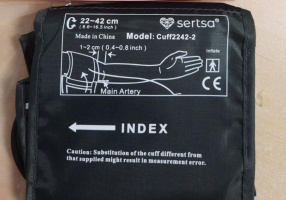 22~42 cm
(8.6~16.5 inch)
sertsa®
Made in China
Model: Cuff2242-2
1~2 cm (0.4~0.8 inch)
Inflate
Main Artery
CE
INDEX
Caution: Substitution of the cuff different from
that supplied might result in measurement error.